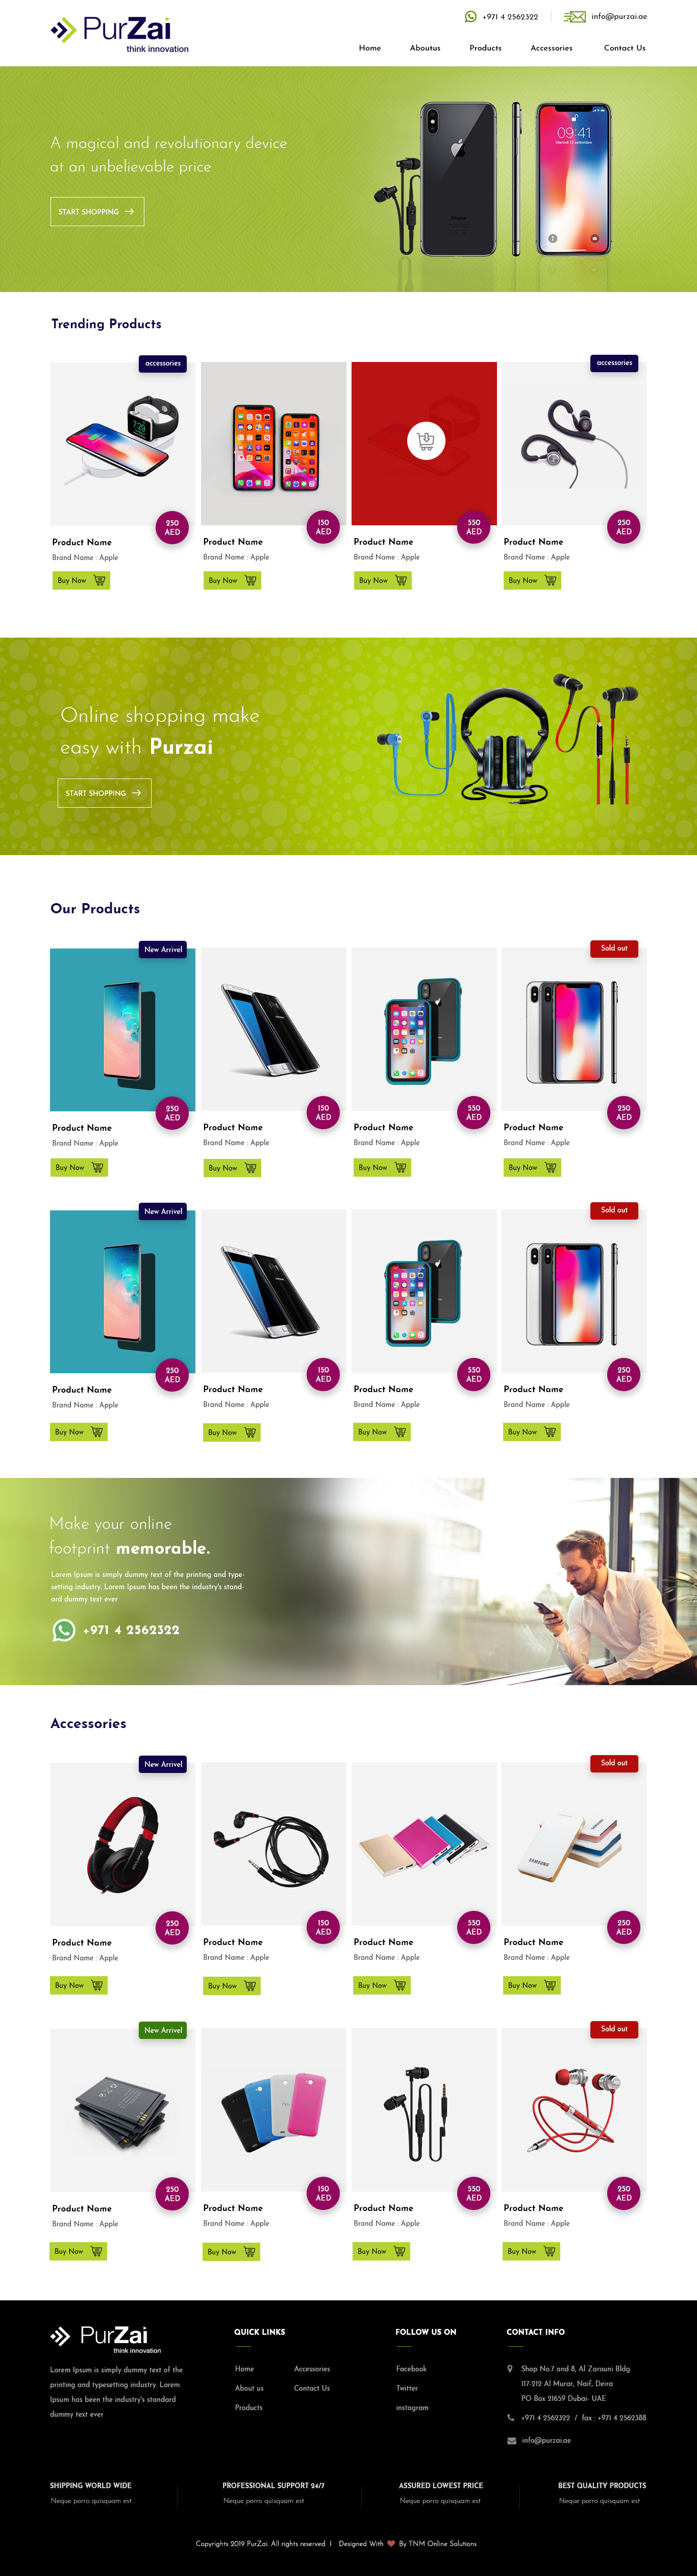 PurZai
think innovation
+971 4 2562322
info@purzai.ae
Home
Aboutus
Products
Accessories
Contact Us
A magical and revolutionary device
at an unbelievable price
START SHOPPING
09:41
Martedì 12 settembre
iPhone
Trending Products
accessories
accessories
250
AED
150
AED
550
AED
250
AED
Product Name
Product Name
Product Name
Product Name
Brand Name : Apple
Brand Name : Apple
Brand Name : Apple
Brand Name : Apple
Buy Now
Buy Now
Buy Now
Buy Now
Online shopping make
easy with Purzai
START SHOPPING
Our Products
New Arrivel
Sold out
250
AED
150
AED
550
AED
250
AED
Product Name
Product Name
Product Name
Product Name
Brand Name : Apple
Brand Name : Apple
Brand Name : Apple
Brand Name : Apple
Buy Now
Buy Now
Buy Now
Buy Now
New Arrivel
Sold out
250
AED
150
AED
550
AED
250
AED
Product Name
Product Name
Product Name
Product Name
Brand Name : Apple
Brand Name : Apple
Brand Name : Apple
Brand Name : Apple
Buy Now
Buy Now
Buy Now
Buy Now
Make your online
footprint memorable.
Lorem Ipsum is simply dummy text of the printing and type-
setting industry. Lorem Ipsum has been the industry's stand-
ard dummy text ever
+971 4 2562322
Accessories
New Arrivel
Sold out
SAMSUNG
250
AED
150
AED
550
AED
250
AED
Product Name
Product Name
Product Name
Product Name
Brand Name : Apple
Brand Name : Apple
Brand Name : Apple
Brand Name : Apple
Buy Now
Buy Now
Buy Now
Buy Now
New Arrivel
Sold out
250
AED
150
AED
550
AED
250
AED
Product Name
Product Name
Product Name
Product Name
Brand Name : Apple
Brand Name : Apple
Brand Name : Apple
Brand Name : Apple
Buy Now
Buy Now
Buy Now
Buy Now
PurZai
think innovation
Lorem Ipsum is simply dummy text of the
printing and typesetting industry. Lorem
Ipsum has been the industry's standard
dummy text ever
QUICK LINKS
Home
About us
Products
Accessories
Contact Us
FOLLOW US ON
Facebook
Twitter
instagram
CONTACT INFO
Shop No.7 and 8, Al Zarouni Bldg
117-212 Al Murar, Naif, Deira
PO Box 21659 Dubai- UAE
+971 4 2562322 / fax : +971 4 2562388
info@purzai.ae
SHIPPING WORLD WIDE
Neque porro quisquam est
PROFESSIONAL SUPPORT 24/7
Neque porro quisquam est
ASSURED LOWEST PRICE
Neque porro quisquam est
BEST QUALITY PRODUCTS
Neque porro quisquam est
Copyrights 2019 PurZai. All rights reserved | Designed With ❤ By TNM Online Solutions